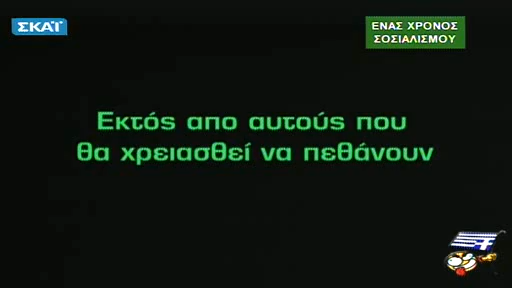 ΣΚΑΪ
ΕΝΑΣ ΧΡΟΝΟΣ
ΣΟΣΙΑΛΙΣΜΟΥ
Εκτός απο αυτούς που
θα χρειασθεί να πεθάνουν